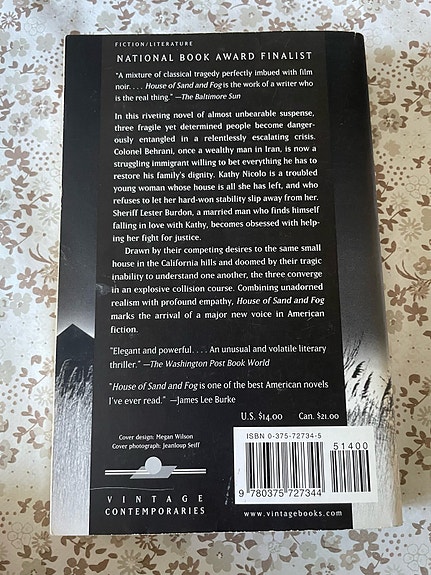 FICTION/LITERATURE
NATIONAL BOOK AWARD FINALIST
"A mixture of classical tragedy perfectly imbued with film
noir. . . . House of Sand and Fog is the work of a writer who
is the real thing." —The Baltimore Sun
In this riveting novel of almost unbearable suspense,
three fragile yet determined people become danger-
ously entangled in a relentlessly escalating crisis.
Colonel Behrani, once a wealthy man in Iran, is now a
struggling immigrant willing to bet everything he has to
restore his family's dignity. Kathy Nicolo is a troubled
young woman whose house is all she has left, and who
refuses to let her hard-won stability slip away from her.
Sheriff Lester Burdon, a married man who finds himself
falling in love with Kathy, becomes obsessed with help-
ing her fight for justice.
Drawn by their competing desires to the same small
house in the California hills and doomed by their tragic
inability to understand one another, the three converge
in an explosive collision course. Combining unadorned
realism with profound empathy, House of Sand and Fog
marks the arrival of a major new voice in American
fiction.
"Elegant and powerful. . . . An unusual and volatile literary
thriller." —The Washington Post Book World
"House of Sand and Fog is one of the best American novels
I've ever read." —James Lee Burke
U.S. $14.00 Can. $21.00
Cover design: Megan Wilson
Cover photograph: Jeanloup Sieff
VINTAGE
CONTEMPORARIES
ISBN 0-375-72734-5
51400
9 780375 727344
www.vintagebooks.com